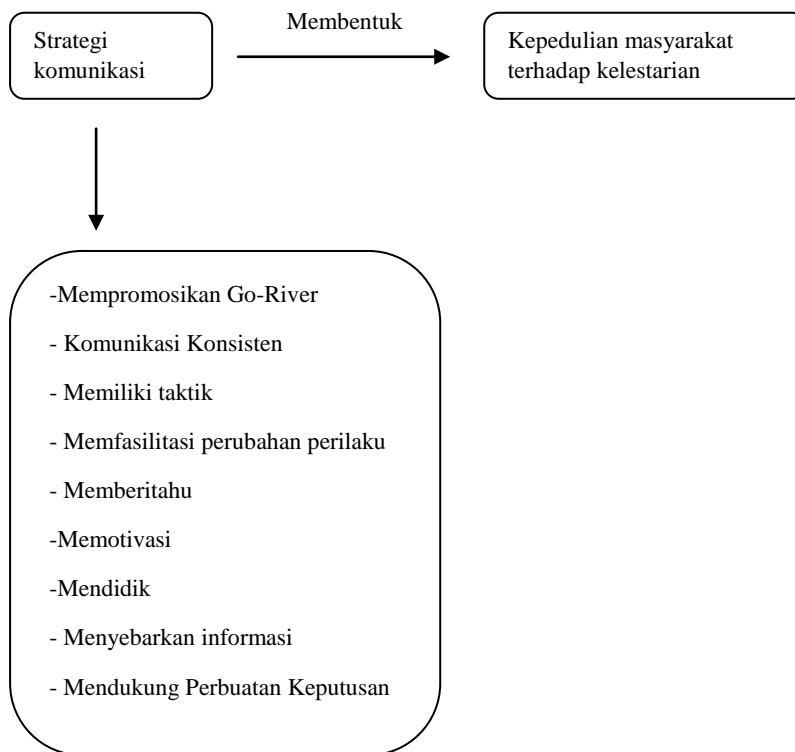 Strategi
komunikasi
Membentuk
Kepedulian masyarakat
terhadap kelestarian
-Mempromosikan Go-River
- Komunikasi Konsisten
- Memiliki taktik
- Memfasilitasi perubahan perilaku
- Memberitahu
-Memotivasi
-Mendidik
- Menyebarkan informasi
- Mendukung Perbuatan Keputusan